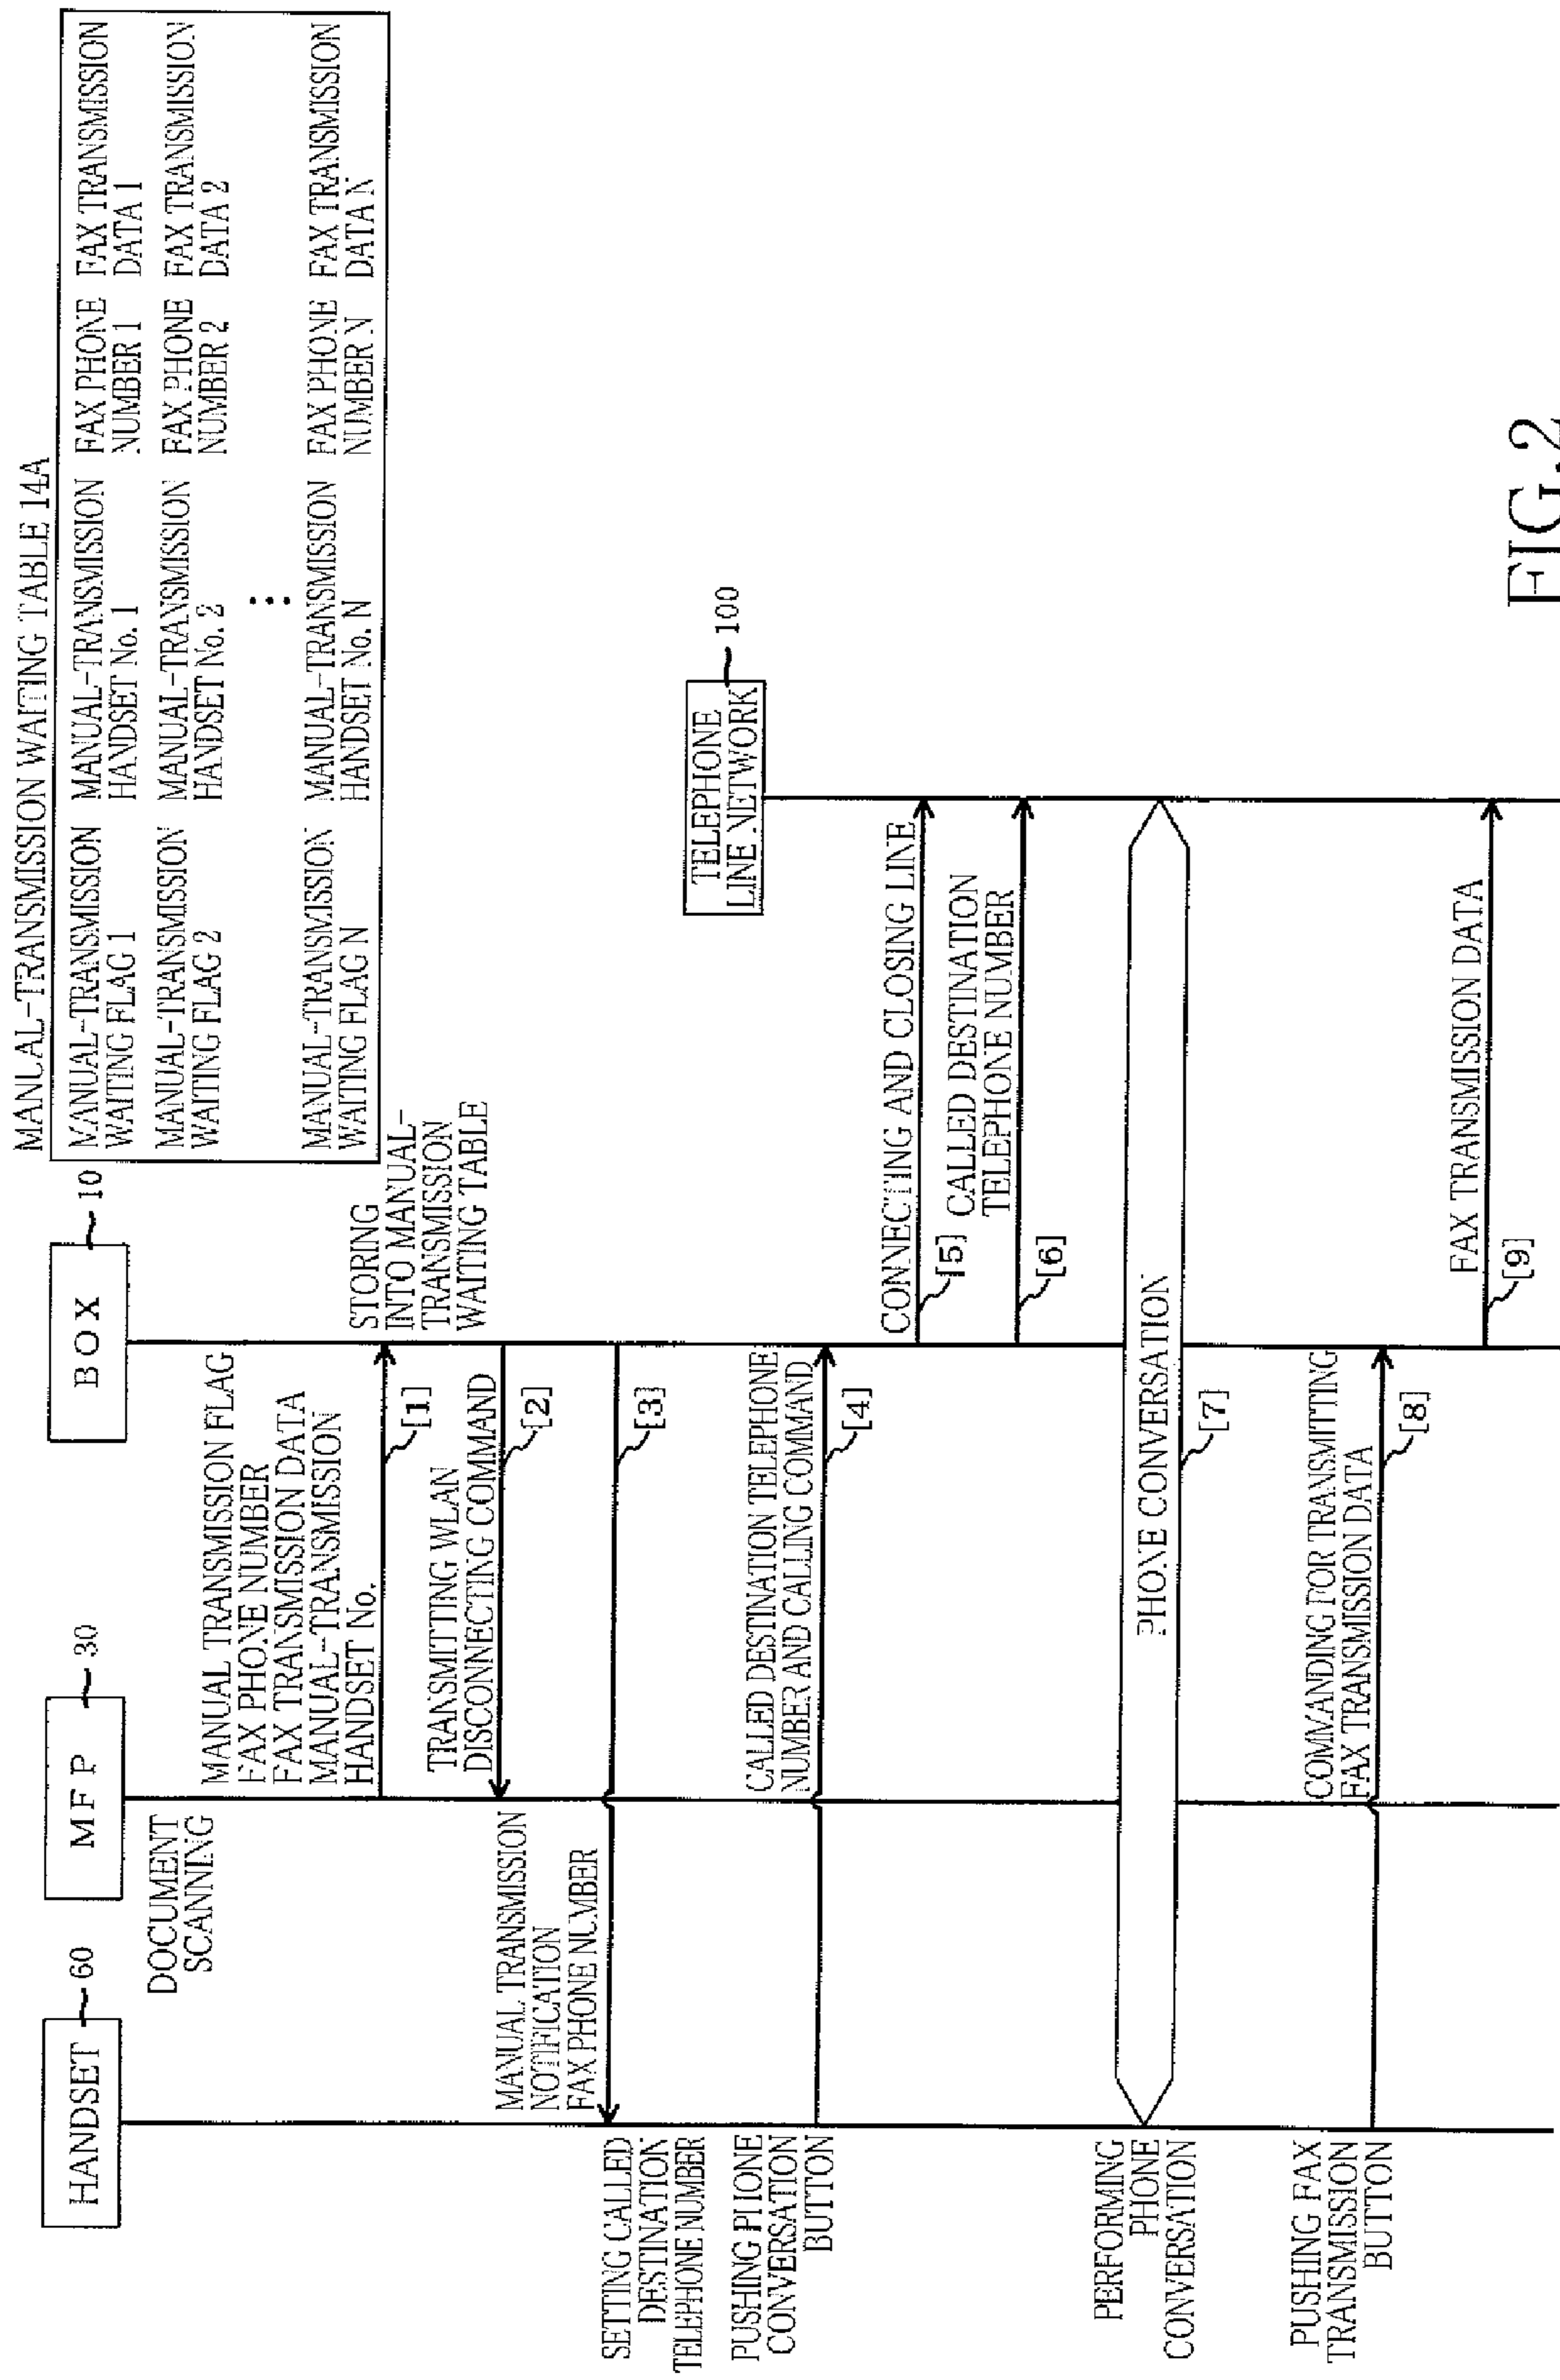 MANUAL-TRANSMISSION WAITING TABLE 14A
MANUAL-TRANSMISSION WAITING FLAG 1
MANUAL-TRANSMISSION HANDSET No. 1
FAX PHONE NUMBER 1
FAX TRANSMISSION DATA 1
MANUAL-TRANSMISSION WAITING FLAG 2
MANUAL-TRANSMISSION HANDSET No. 2
FAX PHONE NUMBER 2
FAX TRANSMISSION DATA 2
⋮
MANUAL-TRANSMISSION WAITING FLAG N
MANUAL-TRANSMISSION HANDSET No. N
FAX PHONE NUMBER N
FAX TRANSMISSION DATA N
HANDSET
60
MFP
30
BOX
10
TELEPHONE
LINE NETWORK
100
DOCUMENT
SCANNING
MANUAL TRANSMISSION FLAG
FAX PHONE NUMBER
FAX TRANSMISSION DATA
MANUAL-TRANSMISSION
HANDSET No.
[1]
STORING
INTO MANUAL-
TRANSMISSION
WAITING TABLE
TRANSMITTING WLAN
DISCONNECTING COMMAND
[2]
MANUAL TRANSMISSION
NOTIFICATION
FAX PHONE NUMBER
[3]
SETTING CALLED
DESTINATION
TELEPHONE NUMBER
PUSHING PHONE
CONVERSATION
BUTTON
CALLED DESTINATION TELEPHONE
NUMBER AND CALLING COMMAND
[4]
CONNECTING AND CLOSING LINE
[5]
CALLED DESTINATION
TELEPHONE NUMBER
[6]
PERFORMING
PHONE
CONVERSATION
PHONE CONVERSATION
[7]
PUSHING FAX
TRANSMISSION
BUTTON
COMMANDING FOR TRANSMITTING
FAX TRANSMISSION DATA
[8]
FAX TRANSMISSION DATA
[9]
FIG.2